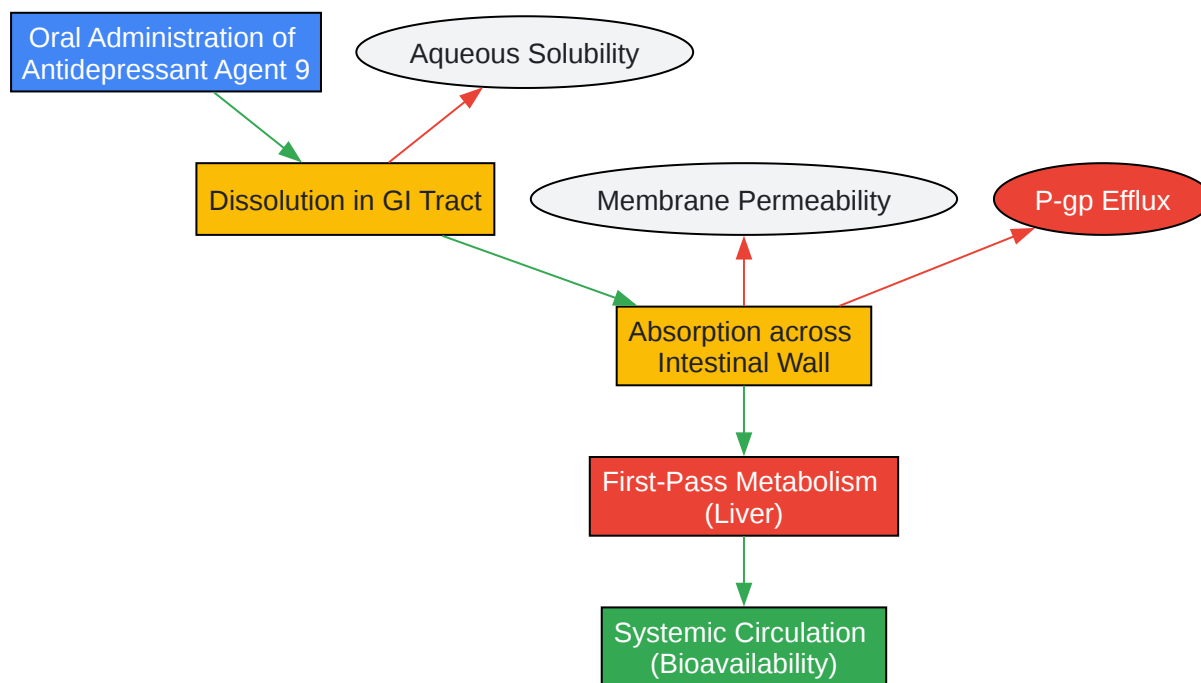 Oral Administration of
Antidepressant Agent 9
Aqueous Solubility
Dissolution in GI Tract
Membrane Permeability
P-gp Efflux
Absorption across
Intestinal Wall
First-Pass Metabolism
(Liver)
Systemic Circulation
(Bioavailability)